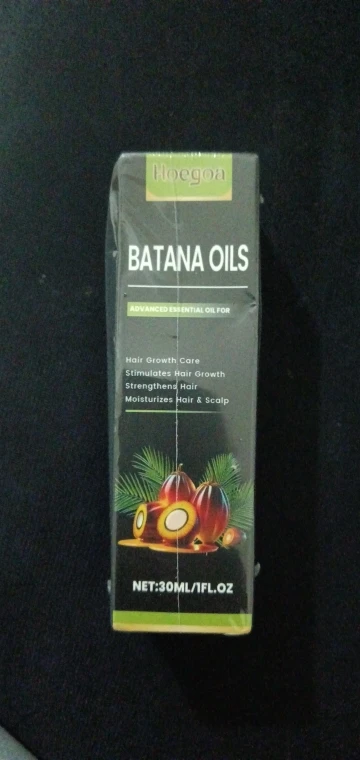 Hoegoa
BATANA OILS
ADVANCED ESSENTIAL OIL FOR
Hair Growth Care
Stimulates Hair Growth
Strengthens Hair
Moisturizes Hair & Scalp
NET:30ML/1FL.OZ